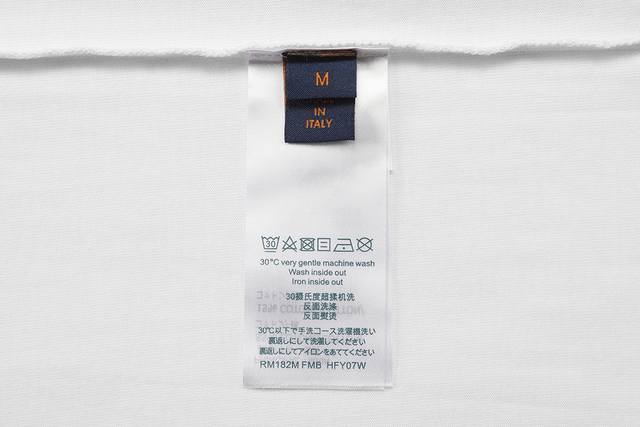 M
IN
ITALY
30
30°C very gentle machine wash
Wash inside out
Iron inside out
30摄氏度超揉机洗
反面洗涤
反面熨烫
30℃以下で手洗コース洗濯機洗い
裏返しにして洗濯してください
裏返しにしてアイロンをあててください
RM182M FMB HFY07W